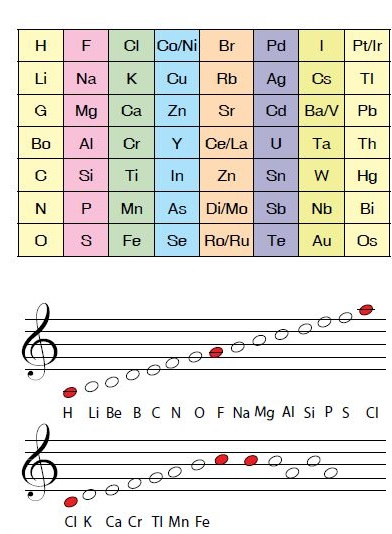 H F Cl Co/Ni Br Pd I Pt/Ir
Li Na K Cu Rb Ag Cs Tl
G Mg Ca Zn Sr Cd Ba/V Pb
Bo Al Cr Y Ce/La U Ta Th
C Si Ti In Zn Sn W Hg
N P Mn As Di/Mo Sb Nb Bi
O S Fe Se Ro/Ru Te Au Os
H Li Be B C N O F Na Mg Al Si P S Cl
Cl K Ca Cr Tl Mn Fe